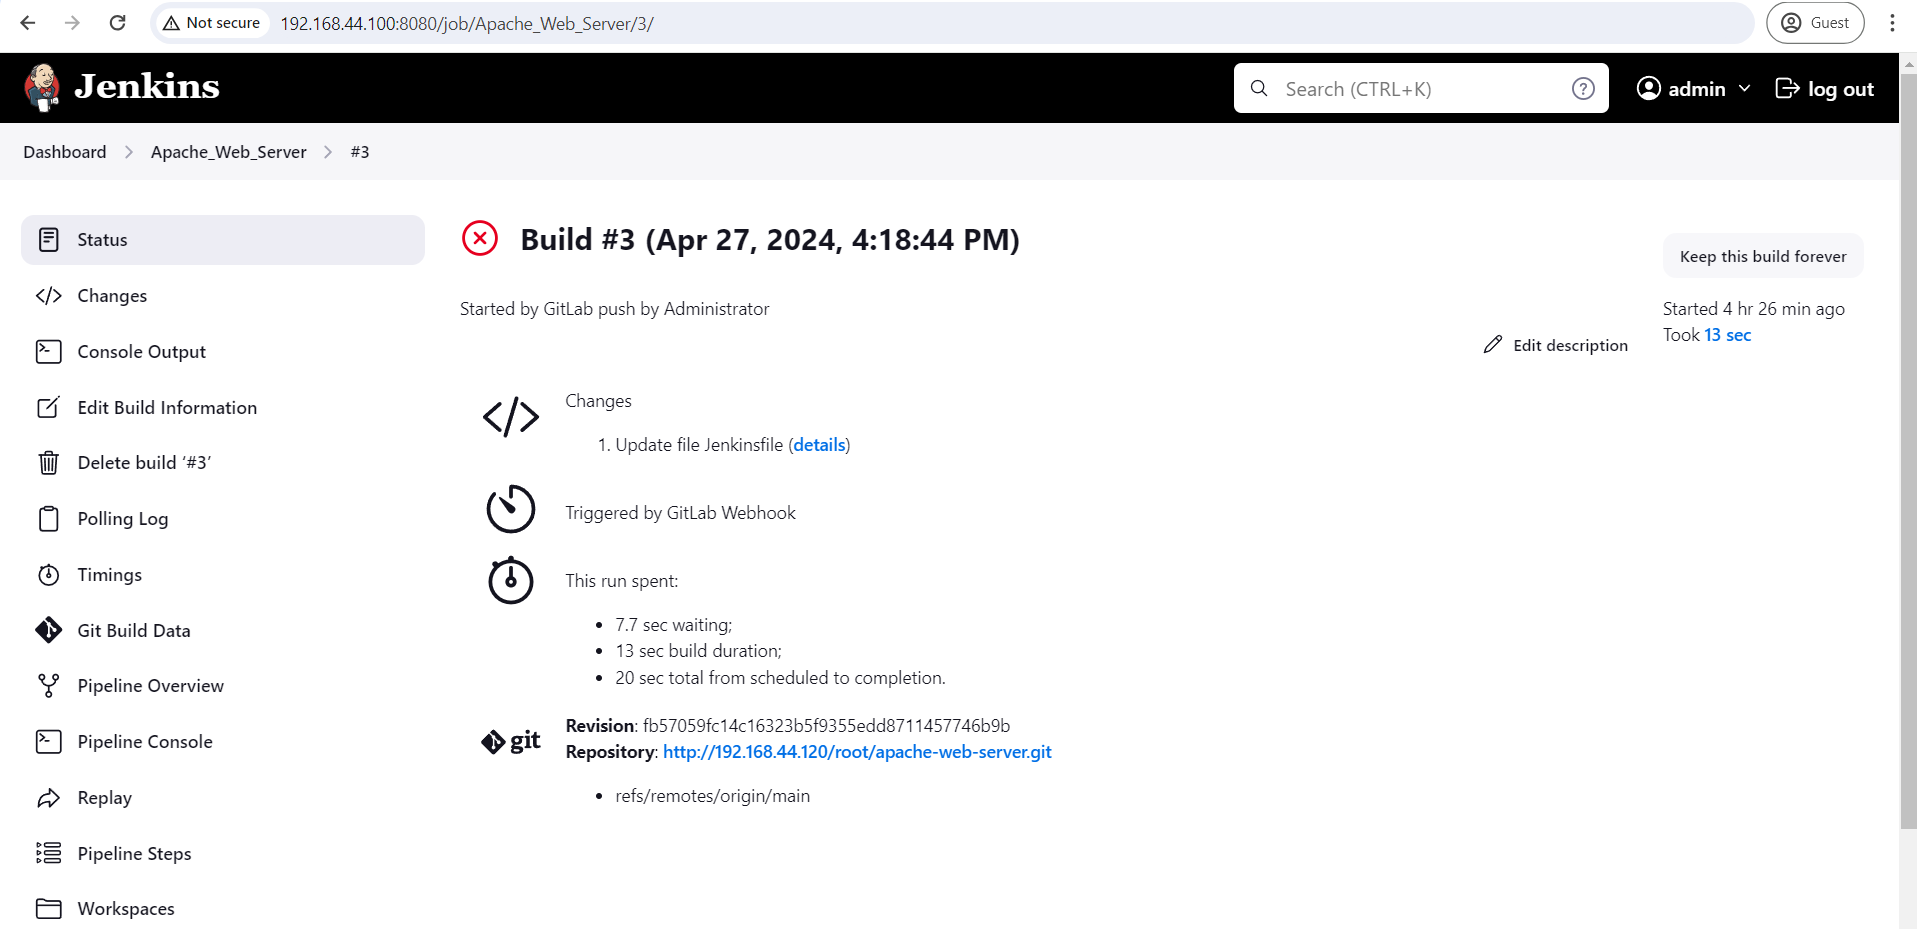 Not secure 192.168.44.100:8080/job/Apache_Web_Server/3/ Guest
Jenkins Search (CTRL+K) ? admin log out
Dashboard Apache_Web_Server #3
Status
Changes
Console Output
Edit Build Information
Delete build ‘#3’
Polling Log
Timings
Git Build Data
Pipeline Overview
Pipeline Console
Replay
Pipeline Steps
Workspaces
Build #3 (Apr 27, 2024, 4:18:44 PM)
Keep this build forever
Started by GitLab push by Administrator
Started 4 hr 26 min ago
Took 13 sec
Edit description
Changes
1. Update file Jenkinsfile (details)
Triggered by GitLab Webhook
This run spent:
• 7.7 sec waiting;
• 13 sec build duration;
• 20 sec total from scheduled to completion.
git
Revision: fb57059fc14c16323b5f9355edd8711457746b9b
Repository: http://192.168.44.120/root/apache-web-server.git
• refs/remotes/origin/main